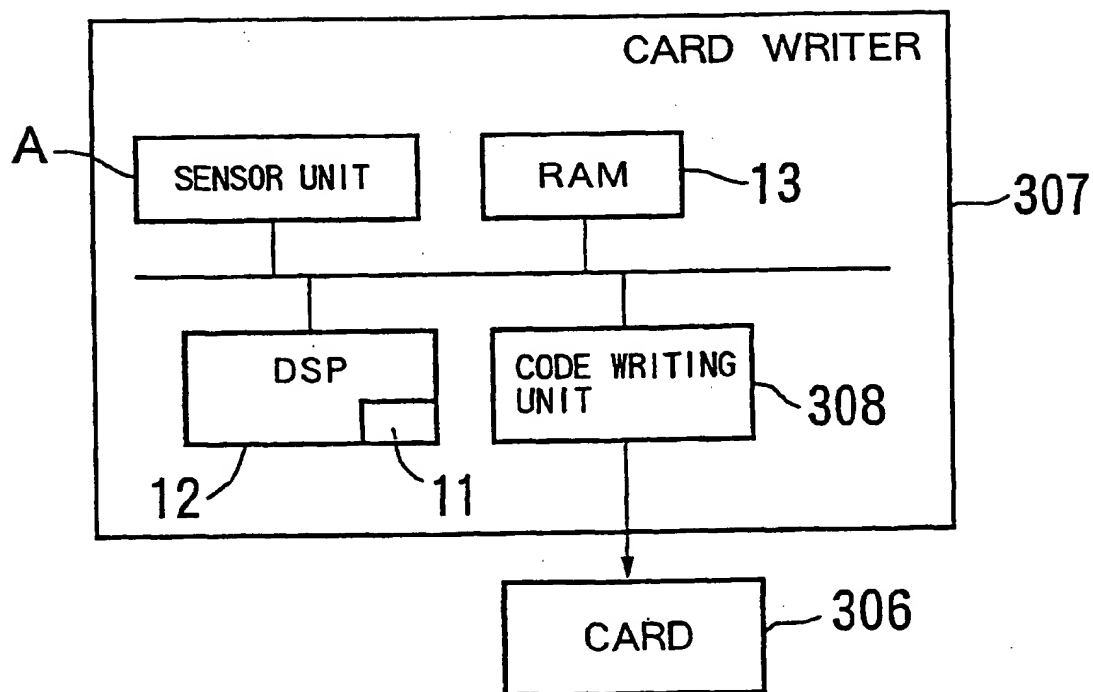 CARD WRITER
A
SENSOR UNIT
RAM
13
307
DSP
CODE WRITING
UNIT
308
12
11
CARD
306